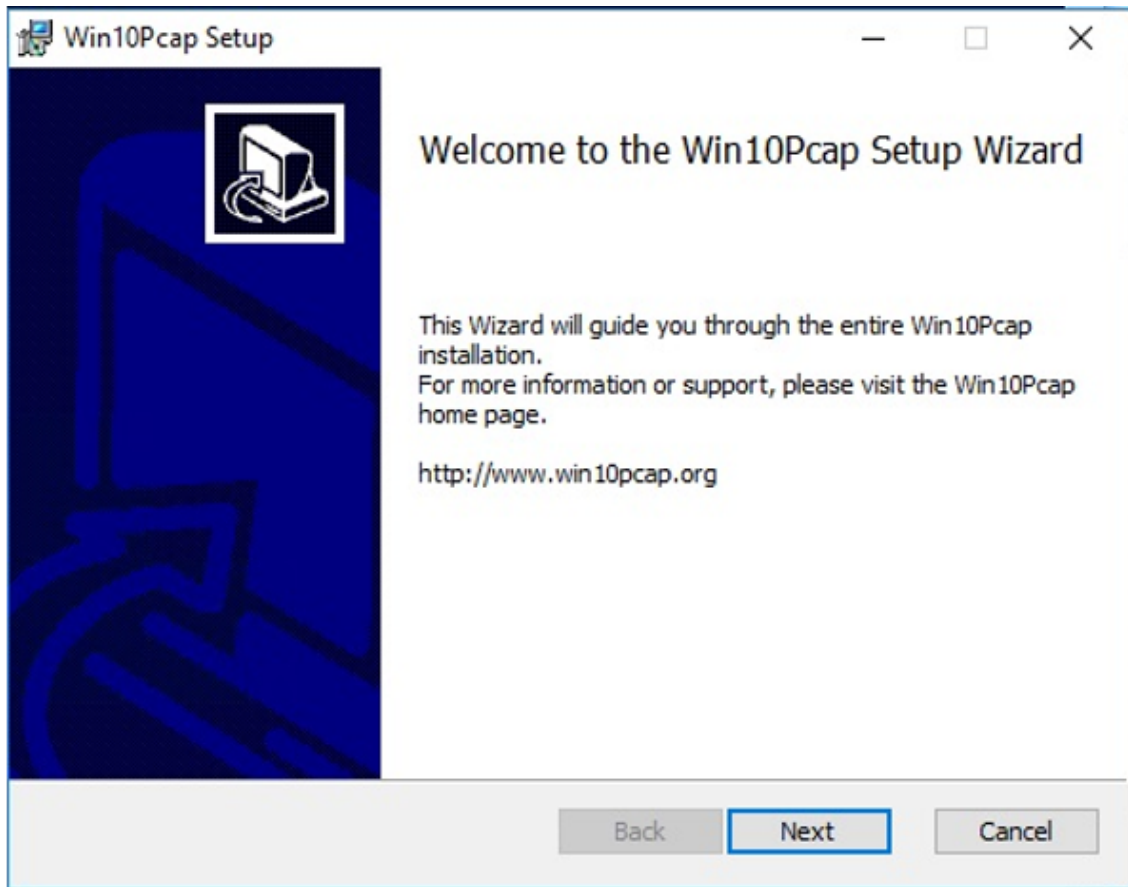 Win10Pcap Setup
Welcome to the Win10Pcap Setup Wizard
This Wizard will guide you through the entire Win10Pcap
installation.
For more information or support, please visit the Win10Pcap
home page.
http://www.win10pcap.org
Back Next Cancel